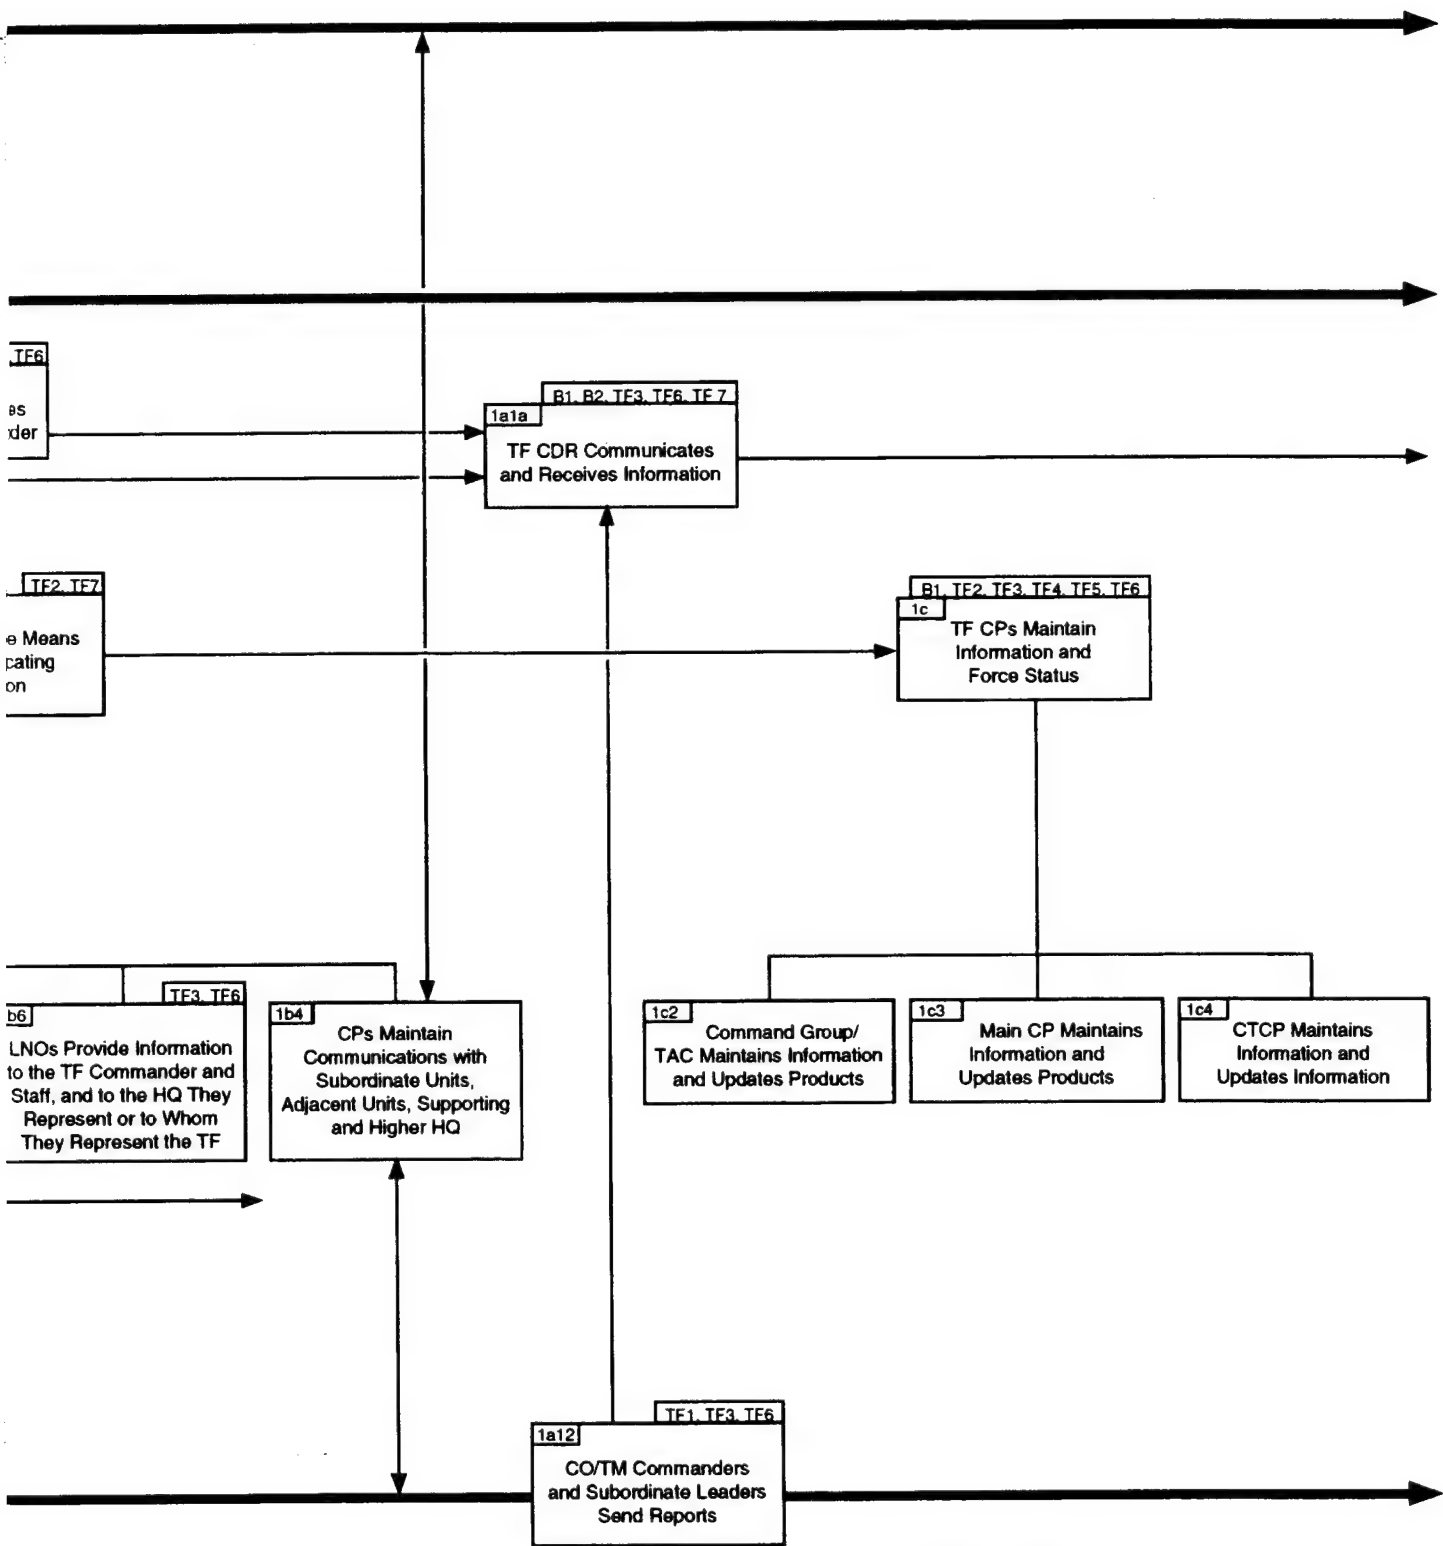 TF6
es
der
B1, B2, TF3, TF6, TF 7
1a1a
TF CDR Communicates
and Receives Information
TF2, TF7
e Means
cating
on
B1, TF2, TF3, TF4, TF5, TF6
1c
TF CPs Maintain
Information and
Force Status
TF3, TF6
b6
LNOs Provide Information
to the TF Commander and
Staff, and to the HQ They
Represent or to Whom
They Represent the TF
1b4
CPs Maintain
Communications with
Subordinate Units,
Adjacent Units, Supporting
and Higher HQ
1c2
Command Group/
TAC Maintains Information
and Updates Products
1c3
Main CP Maintains
Information and
Updates Products
1c4
CTCP Maintains
Information and
Updates Information
TF1, TF3, TF6
1a12
CO/TM Commanders
and Subordinate Leaders
Send Reports